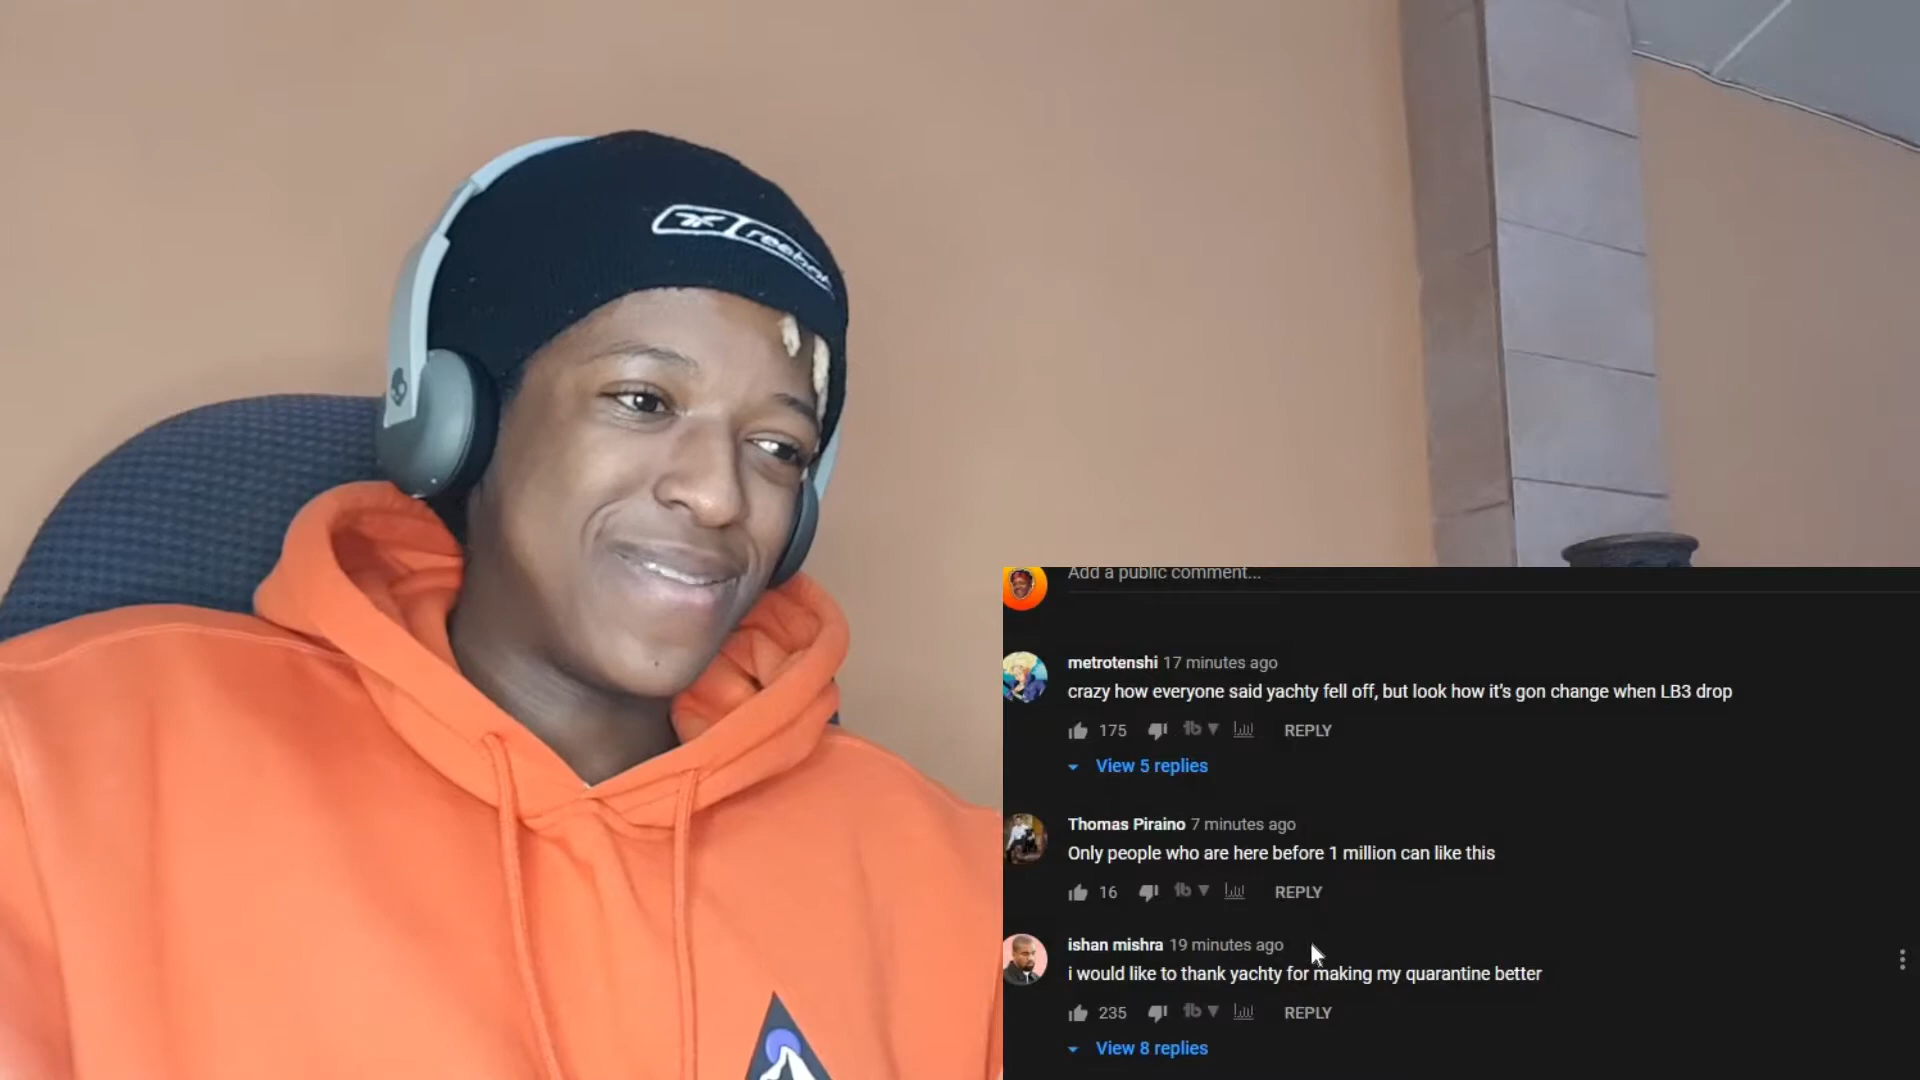 reebok
Add a public comment...
metrotenshi 17 minutes ago
crazy how everyone said yachty fell off, but look how it's gon change when LB3 drop
175 REPLY
View 5 replies
Thomas Piraino 7 minutes ago
Only people who are here before 1 million can like this
16 tb REPLY
ishan mishra 19 minutes ago
i would like to thank yachty for making my quarantine better
235 tb REPLY
View 8 replies